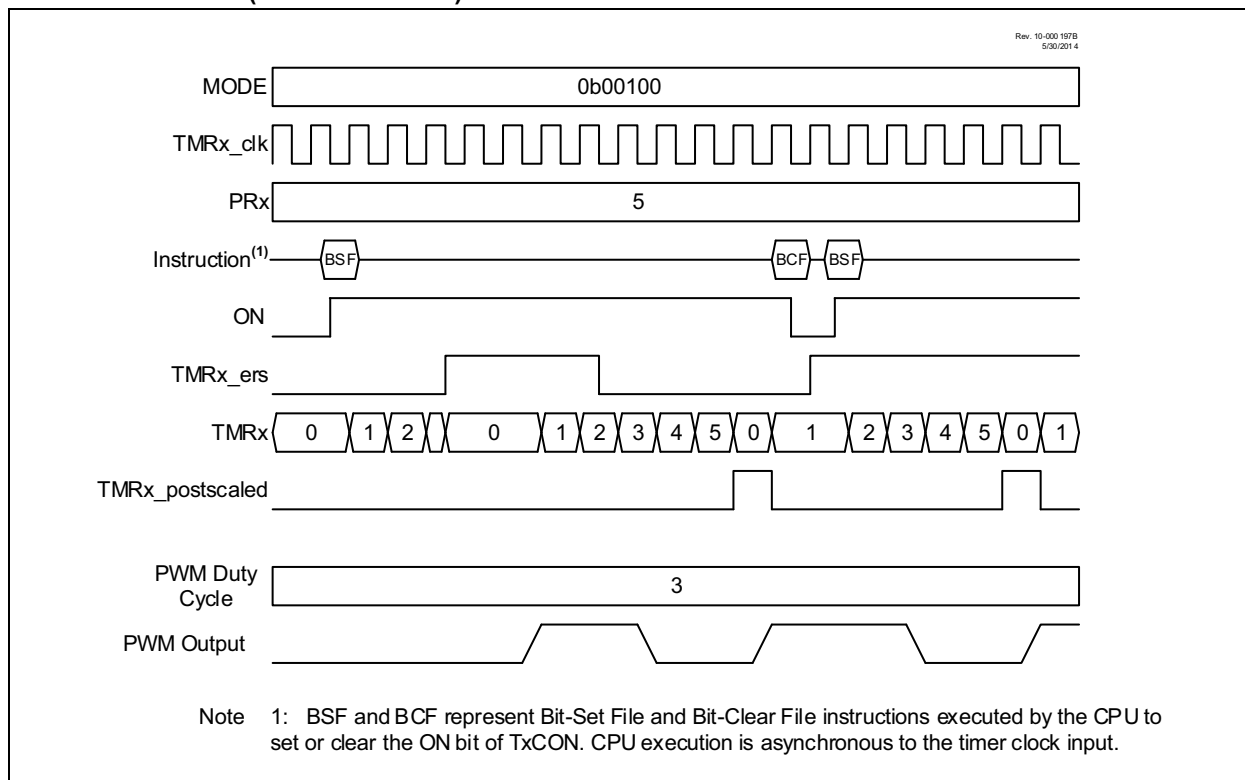 Rev. 10-000 197B
5/30/201 4
MODE 0b00100
TMRx_clk
PRx 5
Instruction(1) BSF BCF BSF
ON
TMRx_ers
TMRx 0 1 2 0 1 2 3 4 5 0 1 2 3 4 5 0 1
TMRx_postscaled
PWM Duty
Cycle 3
PWM Output
Note 1: BSF and BCF represent Bit-Set File and Bit-Clear File instructions executed by the CPU to
set or clear the ON bit of TxCON. CPU execution is asynchronous to the timer clock input.